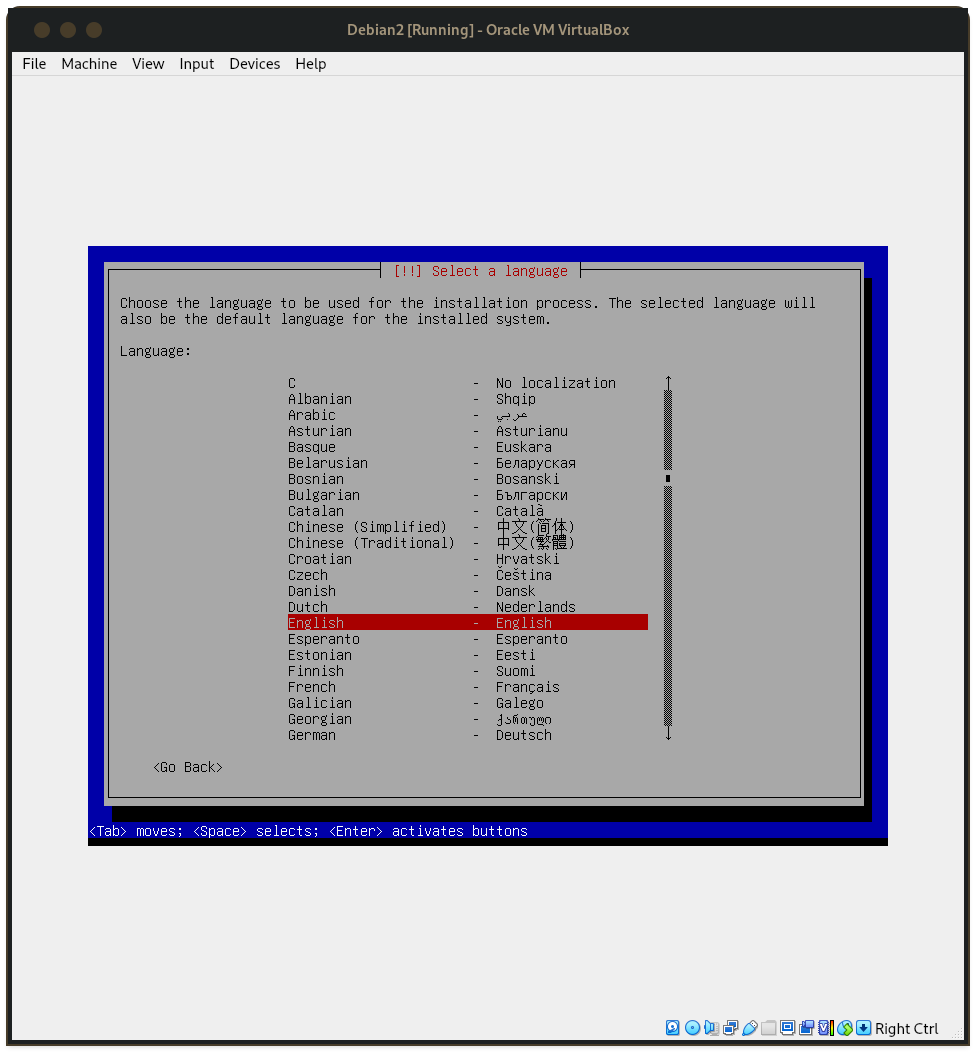 Debian2 [Running] - Oracle VM VirtualBox
File Machine View Input Devices Help
[!!] Select a language
Choose the language to be used for the installation process. The selected language will
also be the default language for the installed system.
Language:
C - No localization
Albanian - Shqip
Arabic - عربي
Asturian - Asturianu
Basque - Euskara
Belarusian - Беларуская
Bosnian - Bosanski
Bulgarian - Български
Catalan - Català
Chinese (Simplified) - 中文(简体)
Chinese (Traditional) - 中文(繁體)
Croatian - Hrvatski
Czech - Čeština
Danish - Dansk
Dutch - Nederlands
English - English
Esperanto - Esperanto
Estonian - Eesti
Finnish - Suomi
French - Français
Galician - Galego
Georgian - ქართული
German - Deutsch
<Go Back>
<Tab> moves; <Space> selects; <Enter> activates buttons
Right Ctrl